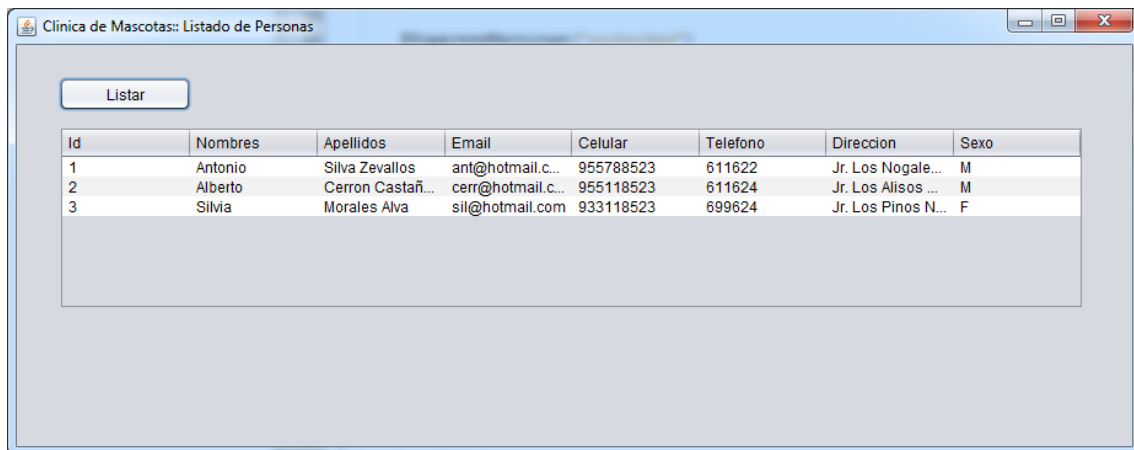 Clinica de Mascotas:: Listado de Personas
Listar
Id Nombres Apellidos Email Celular Telefono Direccion Sexo
1 Antonio Silva Zevallos ant@hotmail.c... 955788523 611622 Jr. Los Nogale... M
2 Alberto Cerron Castañ... cerr@hotmail.c... 955118523 611624 Jr. Los Alisos ... M
3 Silvia Morales Alva sil@hotmail.com 933118523 699624 Jr. Los Pinos N... F